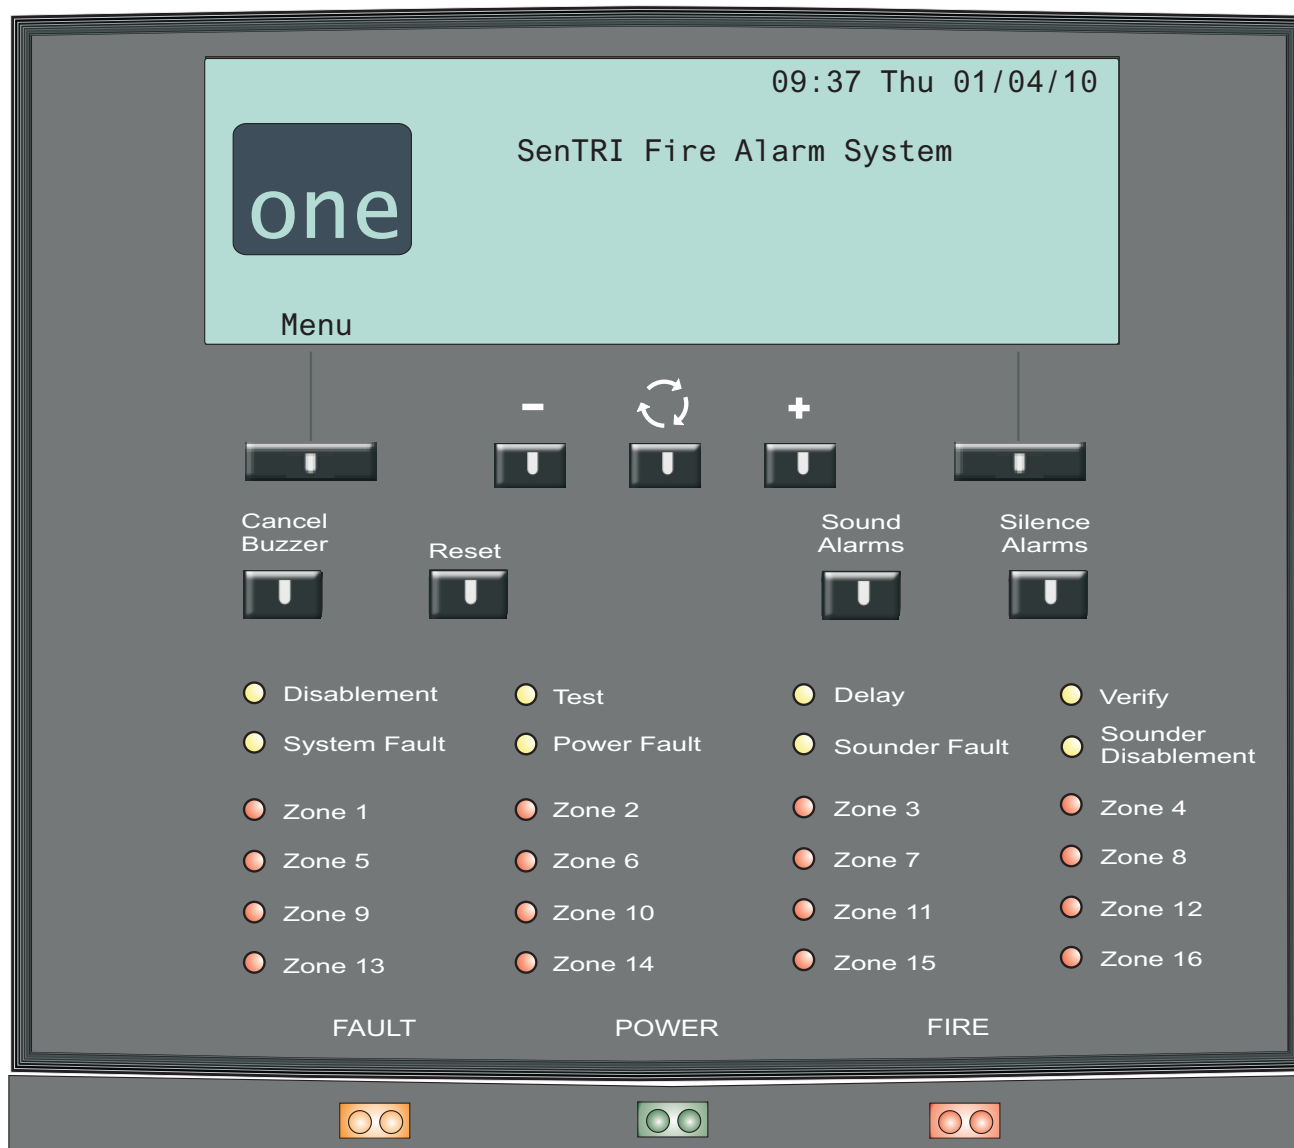 09:37 Thu 01/04/10
one
SenTRI Fire Alarm System
Menu
- +
Cancel
Buzzer
Reset
Sound
Alarms
Silence
Alarms
Disablement
Test
Delay
Verify
System Fault
Power Fault
Sounder Fault
Sounder
Disablement
Zone 1
Zone 2
Zone 3
Zone 4
Zone 5
Zone 6
Zone 7
Zone 8
Zone 9
Zone 10
Zone 11
Zone 12
Zone 13
Zone 14
Zone 15
Zone 16
FAULT
POWER
FIRE